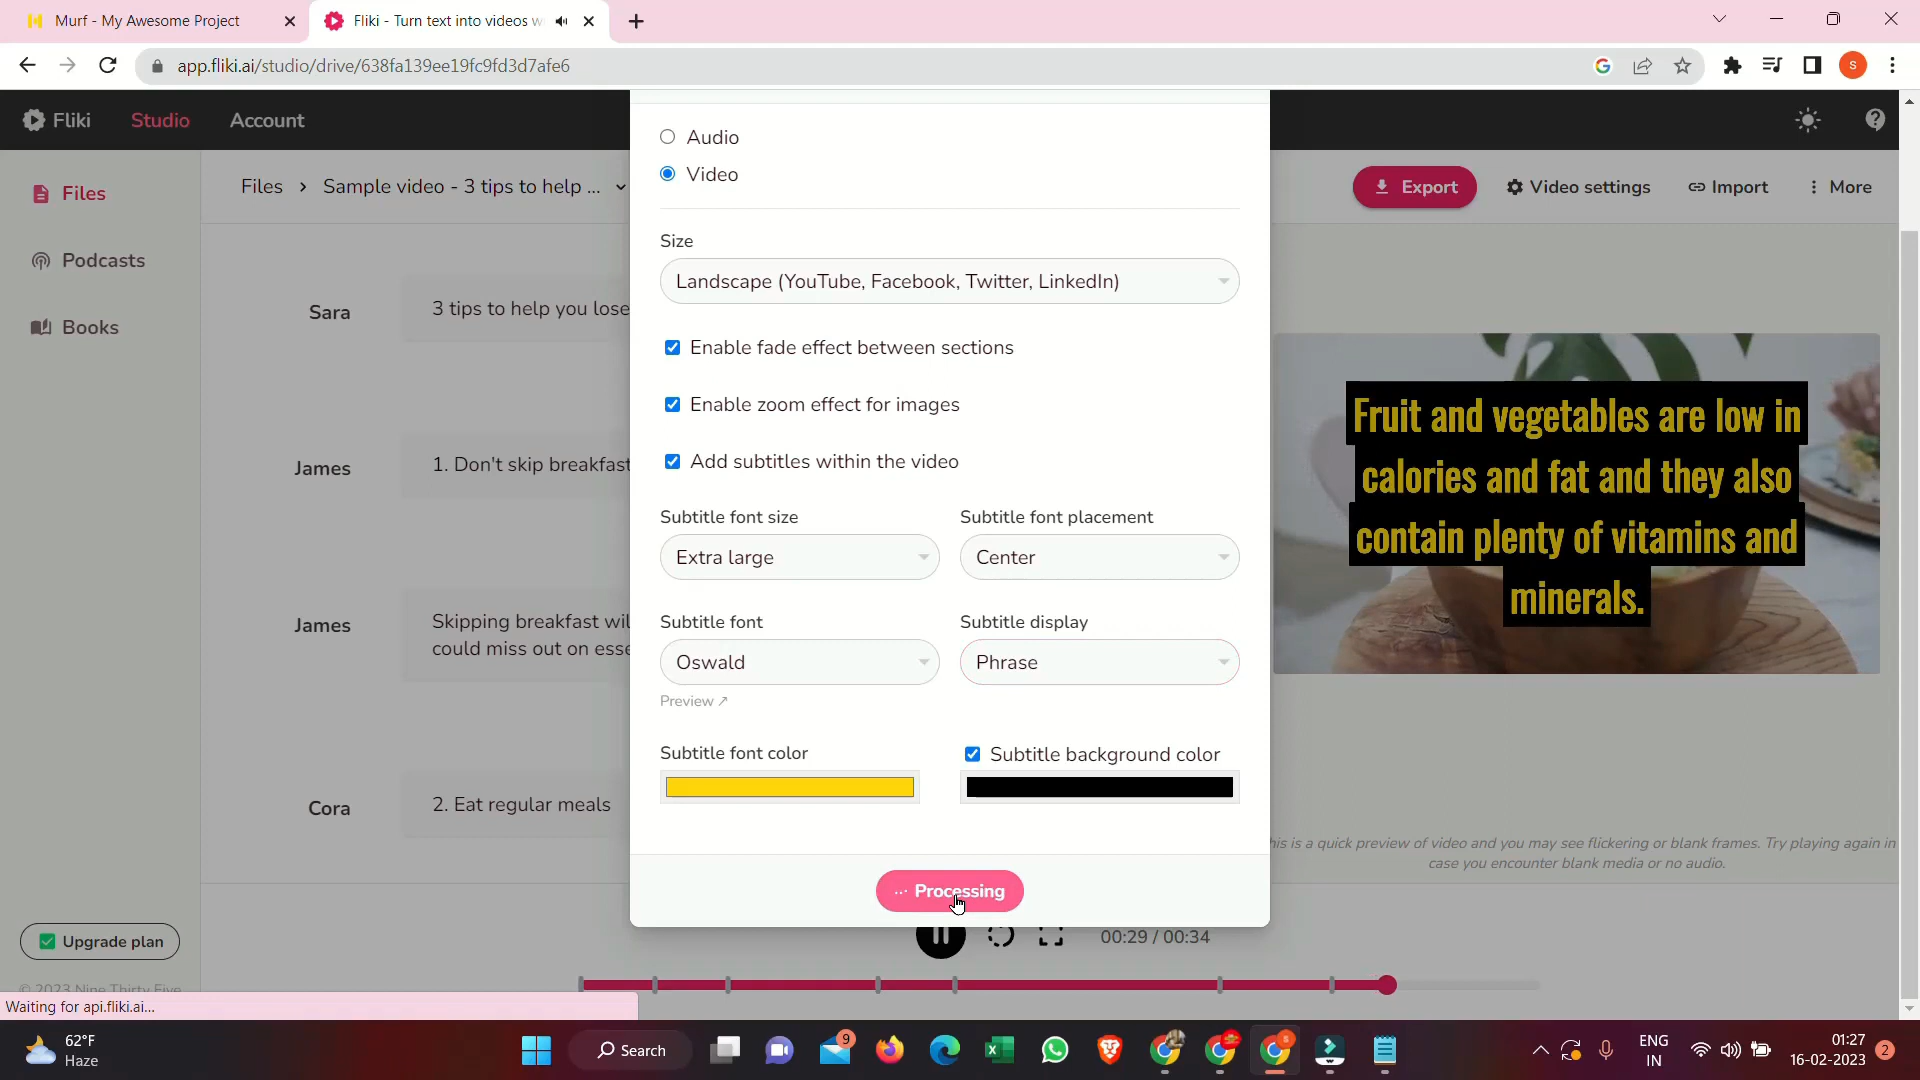 Murf - My Awesome Project
Fliki - Turn text into videos w
app.fliki.ai/studio/drive/638fa139ee19fc9fd3d7afe6
S
Fliki
Studio
Account
Files
Podcasts
Books
Upgrade plan
© 2023 Nine Thirty Five
Waiting for api.fliki.ai...
Files
Sample video - 3 tips to help ...
Export
Video settings
Import
More
Sara
3 tips to help you lose
James
1. Don't skip breakfast
James
Skipping breakfast wil
could miss out on esse
Cora
2. Eat regular meals
Audio
Video
Size
Landscape (YouTube, Facebook, Twitter, LinkedIn)
Enable fade effect between sections
Enable zoom effect for images
Add subtitles within the video
Subtitle font size
Subtitle font placement
Extra large
Center
Subtitle font
Subtitle display
Oswald
Phrase
Preview ↗
Subtitle font color
Subtitle background color
Processing
Fruit and vegetables are low in
calories and fat and they also
contain plenty of vitamins and
minerals.
his is a quick preview of video and you may see flickering or blank frames. Try playing again in
case you encounter blank media or no audio.
00:29 / 00:34
62°F
Haze
Search
9
S
ENG
IN
01:27
16-02-2023
2